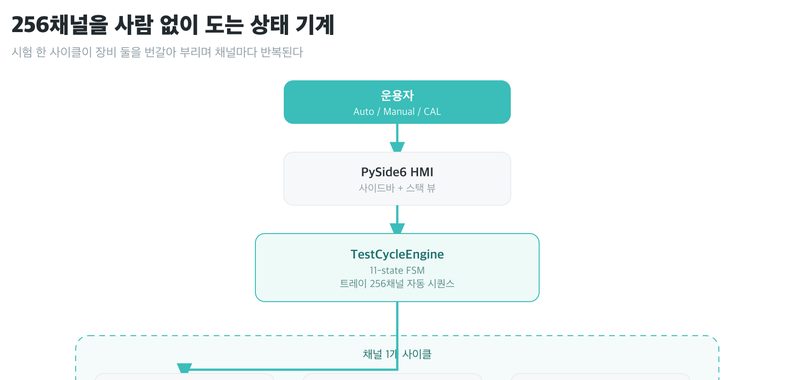 256채널을 사람 없이 도는 상태 기계
시험 한 사이클이 장비 둘을 번갈아 부리며 채널마다 반복된다
운용자
Auto / Manual / CAL
PySide6 HMI
사이드바 + 스택 뷰
TestCycleEngine
11-state FSM
트레이 256채널 자동 시퀀스
채널 1개 사이클